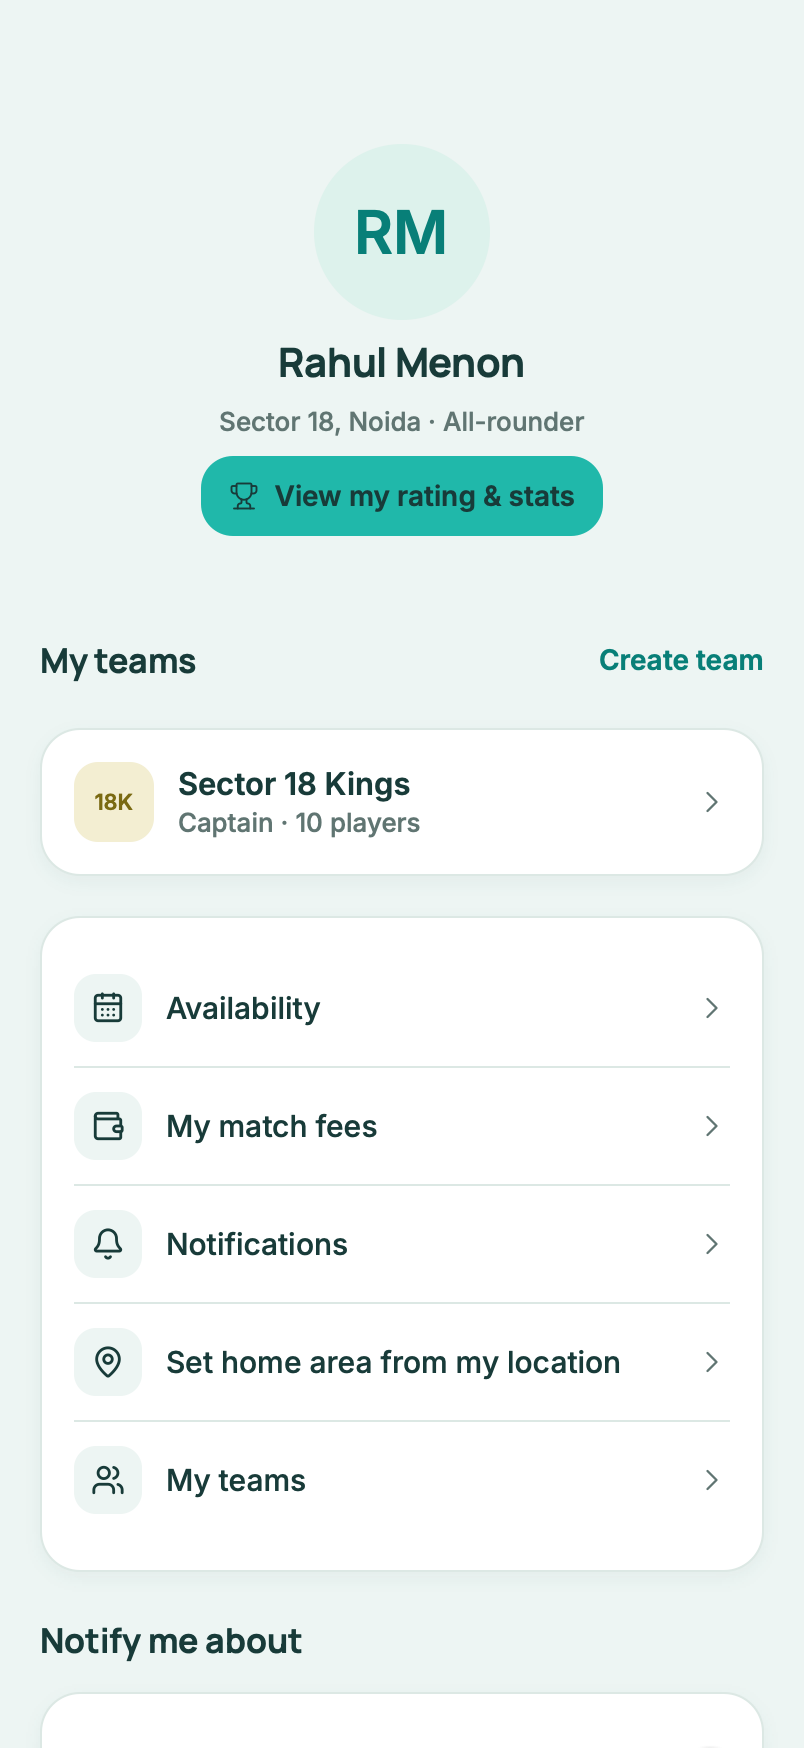 RM
Rahul Menon
Sector 18, Noida · All-rounder
View my rating & stats
My teams
Create team
18K
Sector 18 Kings
Captain · 10 players
Availability
My match fees
Notifications
Set home area from my location
My teams
Notify me about